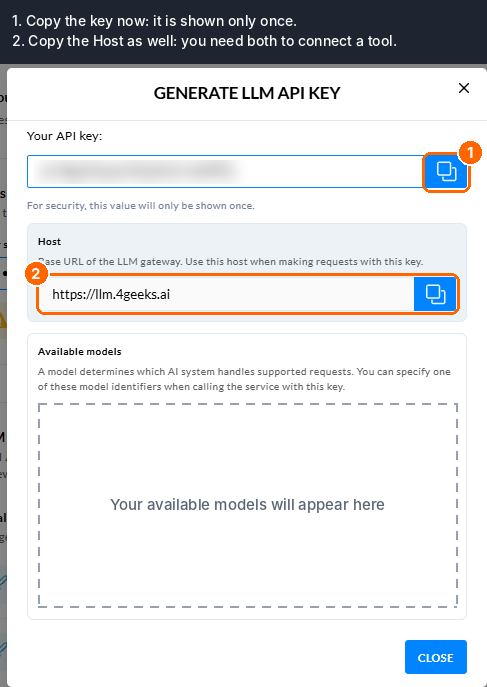 1. Copy the key now: it is shown only once.
2. Copy the Host as well: you need both to connect a tool.
GENERATE LLM API KEY
Your API key:
1
For security, this value will only be shown once.
Host
Base URL of the LLM gateway. Use this host when making requests with this key.
2
https://llm.4geeks.ai
Available models
A model determines which AI system handles supported requests. You can specify one
of these model identifiers when calling the service with this key.
Your available models will appear here
CLOSE